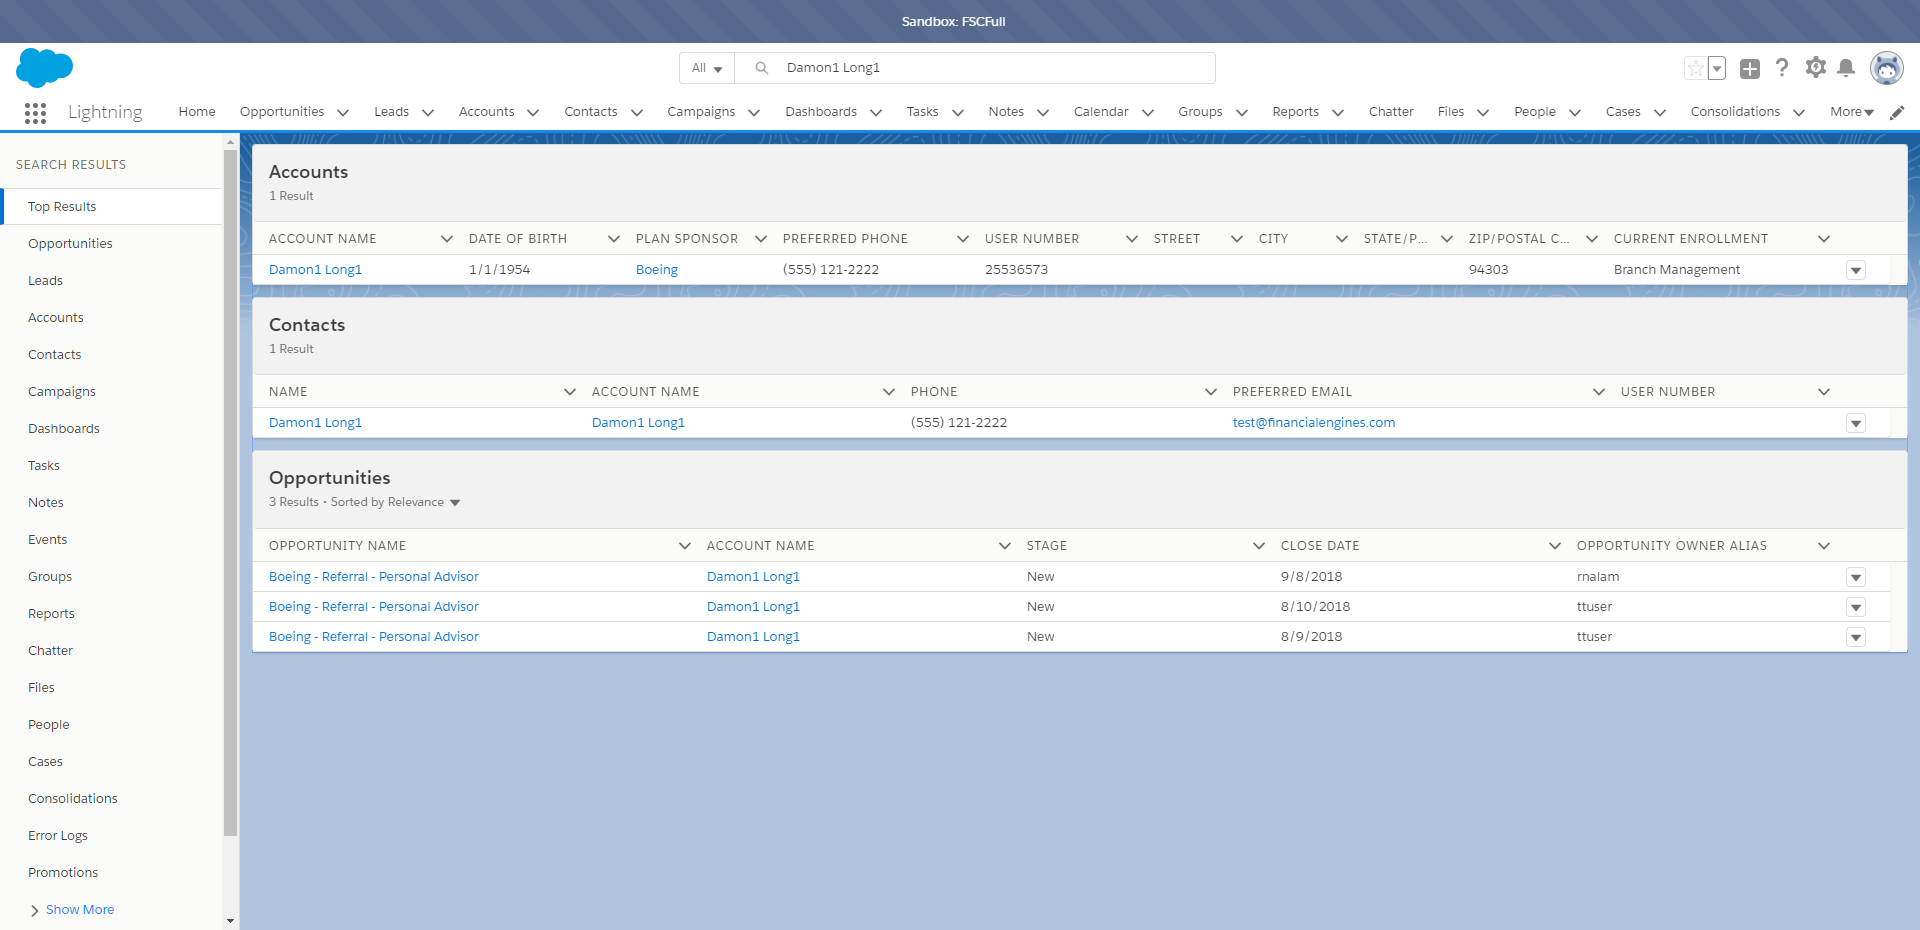 Sandbox: FSCFull
All
Damon1 Long1
Lightning Home Opportunities Leads Accounts Contacts Campaigns Dashboards Tasks Notes Calendar Groups Reports Chatter Files People Cases Consolidations More
SEARCH RESULTS
Top Results
Opportunities
Leads
Accounts
Contacts
Campaigns
Dashboards
Tasks
Notes
Events
Groups
Reports
Chatter
Files
People
Cases
Consolidations
Error Logs
Promotions
Show More
Accounts
1 Result
ACCOUNT NAME DATE OF BIRTH PLAN SPONSOR PREFERRED PHONE USER NUMBER STREET CITY STATE/P... ZIP/POSTAL C... CURRENT ENROLLMENT
Damon1 Long1 1/1/1954 Boeing (555) 121-2222 25536573 94303 Branch Management
Contacts
1 Result
NAME ACCOUNT NAME PHONE PREFERRED EMAIL USER NUMBER
Damon1 Long1 Damon1 Long1 (555) 121-2222 test@financialengines.com
Opportunities
3 Results • Sorted by Relevance
OPPORTUNITY NAME ACCOUNT NAME STAGE CLOSE DATE OPPORTUNITY OWNER ALIAS
Boeing - Referral - Personal Advisor Damon1 Long1 New 9/8/2018 rnalam
Boeing - Referral - Personal Advisor Damon1 Long1 New 8/10/2018 ttuser
Boeing - Referral - Personal Advisor Damon1 Long1 New 8/9/2018 ttuser